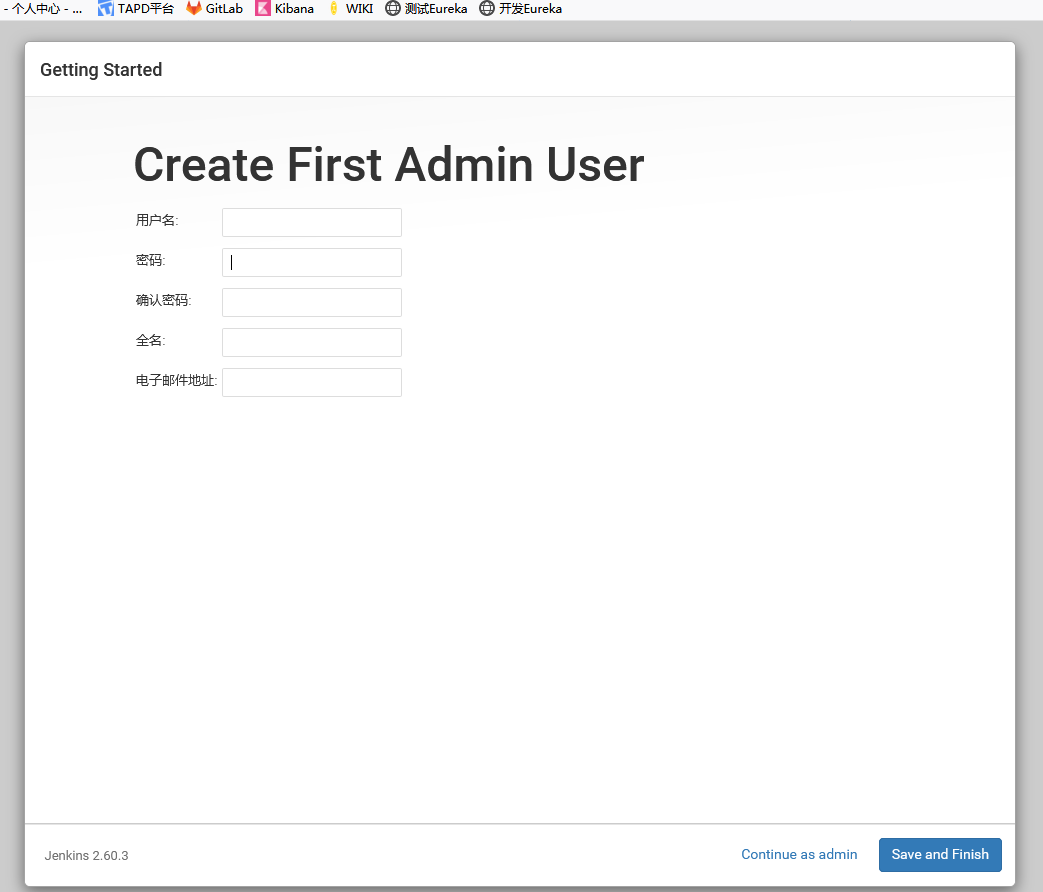 - 个人中心 - ... TAPD平台 GitLab Kibana WIKI 测试Eureka 开发Eureka
Getting Started
Create First Admin User
用户名:
密码:
确认密码:
全名:
电子邮件地址:
Jenkins 2.60.3 Continue as admin Save and Finish